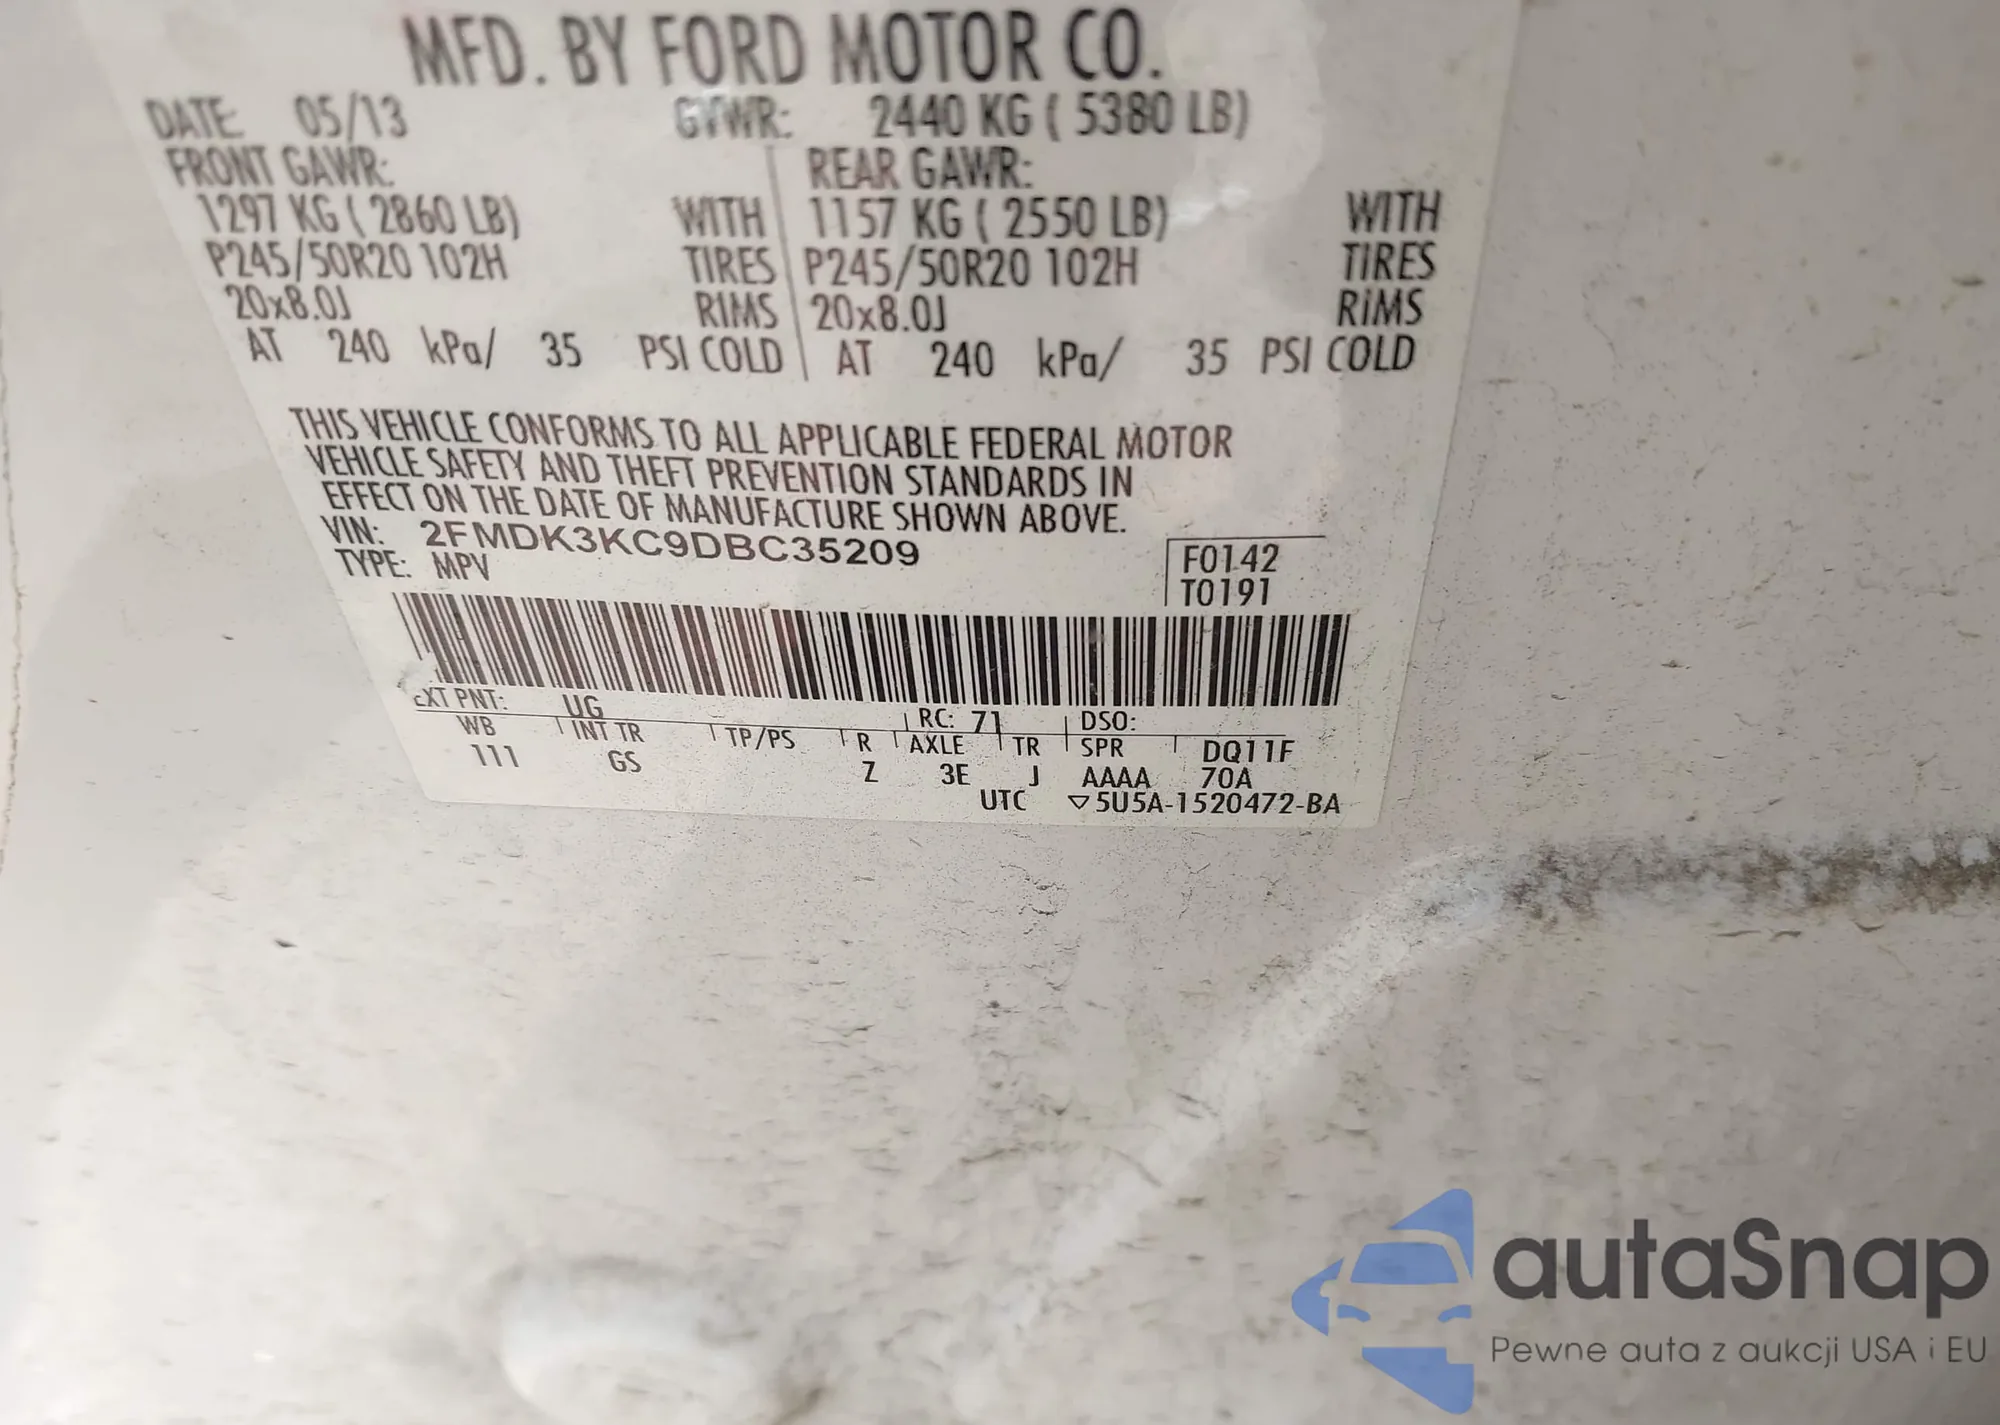 MFD. BY FORD MOTOR CO.
DATE: 05/13 GVWR: 2440 KG ( 5380 LB)
FRONT GAWR: REAR GAWR:
1297 KG ( 2860 LB) WITH 1157 KG ( 2550 LB) WITH
P245/50R20 102H TIRES P245/50R20 102H TIRES
20x8.0J RIMS 20x8.0J RIMS
AT 240 kPa/ 35 PSI COLD AT 240 kPa/ 35 PSI COLD
THIS VEHICLE CONFORMS TO ALL APPLICABLE FEDERAL MOTOR
VEHICLE SAFETY AND THEFT PREVENTION STANDARDS IN
EFFECT ON THE DATE OF MANUFACTURE SHOWN ABOVE.
VIN: 2FMDK3KC9DBC35209
TYPE: MPV
F0142
T0191
EXT PNT: UG RC: 71 DSO:
WB INT TR TP/PS R AXLE TR SPR DQ11F
111 GS Z 3E J AAAA 70A
UTC ▽5U5A-1520472-BA
autaSnap
Pewne auta z aukcji USA i EU